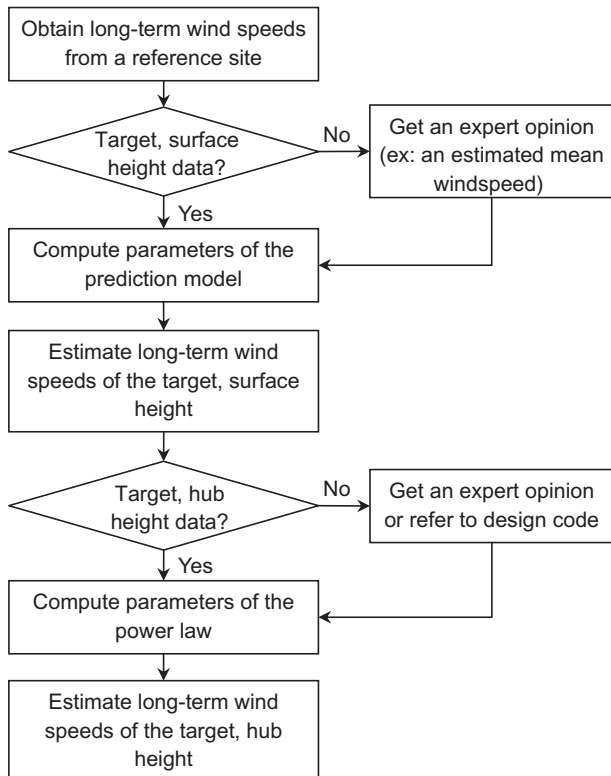 Obtain long-term wind speeds
from a reference site
Target, surface
height data?
No
Get an expert opinion
(ex: an estimated mean
windspeed)
Yes
Compute parameters of the
prediction model
Estimate long-term wind
speeds of the target, surface
height
Target, hub
height data?
No
Get an expert opinion
or refer to design code
Yes
Compute parameters of the
power law
Estimate long-term wind
speeds of the target, hub
height